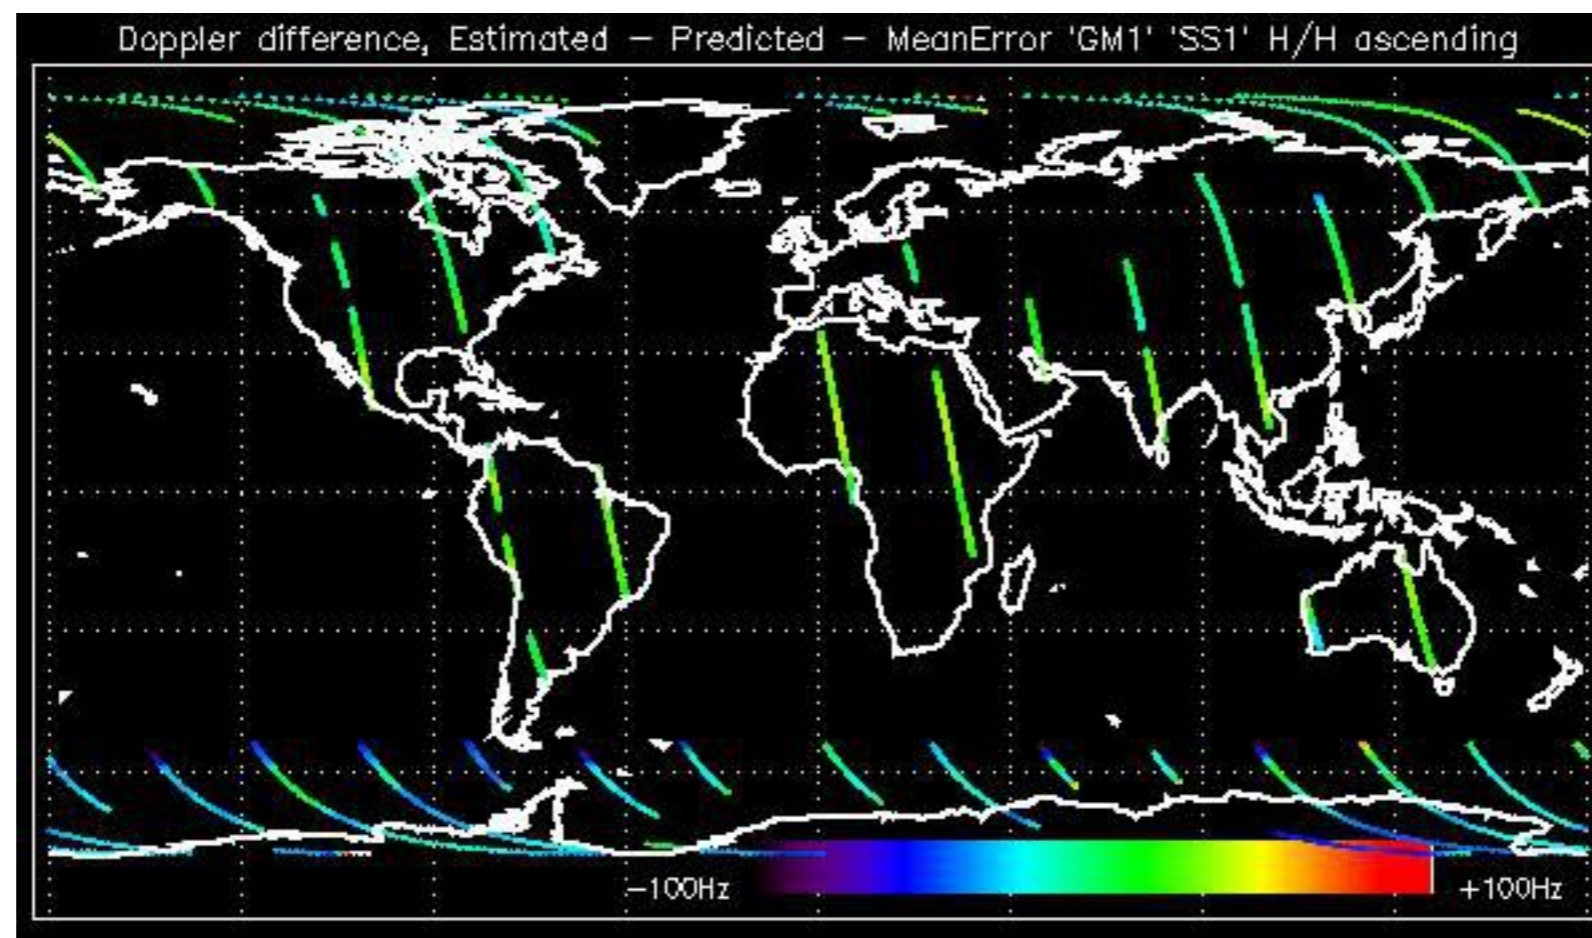 Doppler difference, Estimated — Predicted — MeanError 'GM1' 'SS1' H/H ascending
−100Hz
+100Hz